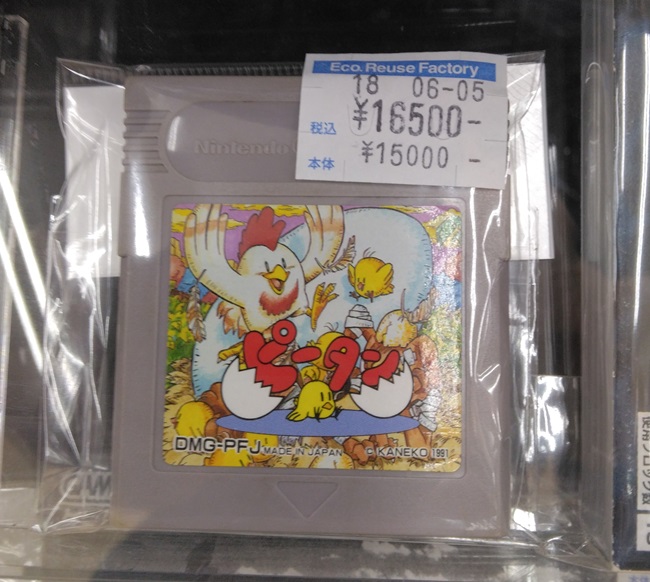 Eco. Reuse Factory
18 06-05
税込 ¥16500-
本体 ¥15000 -
Nintendo
ピータン
DMG-PFJ MADE IN JAPAN © KANEKO 1991